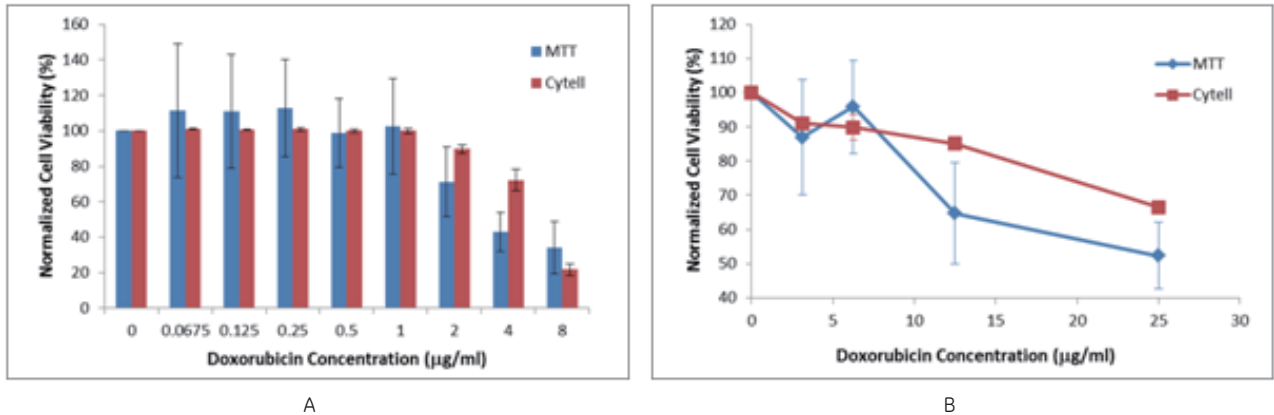 160
140
120
100
80
60
40
20
0
Normalized Cell Viability (%)
MTT
Cytell
0 0.0675 0.125 0.25 0.5 1 2 4 8
Doxorubicin Concentration (μg/ml)
A
120
110
100
90
80
70
60
50
40
Normalized Cell Viability (%)
MTT
Cytell
0 5 10 15 20 25 30
Doxorubicin Concentration (μg/ml)
B